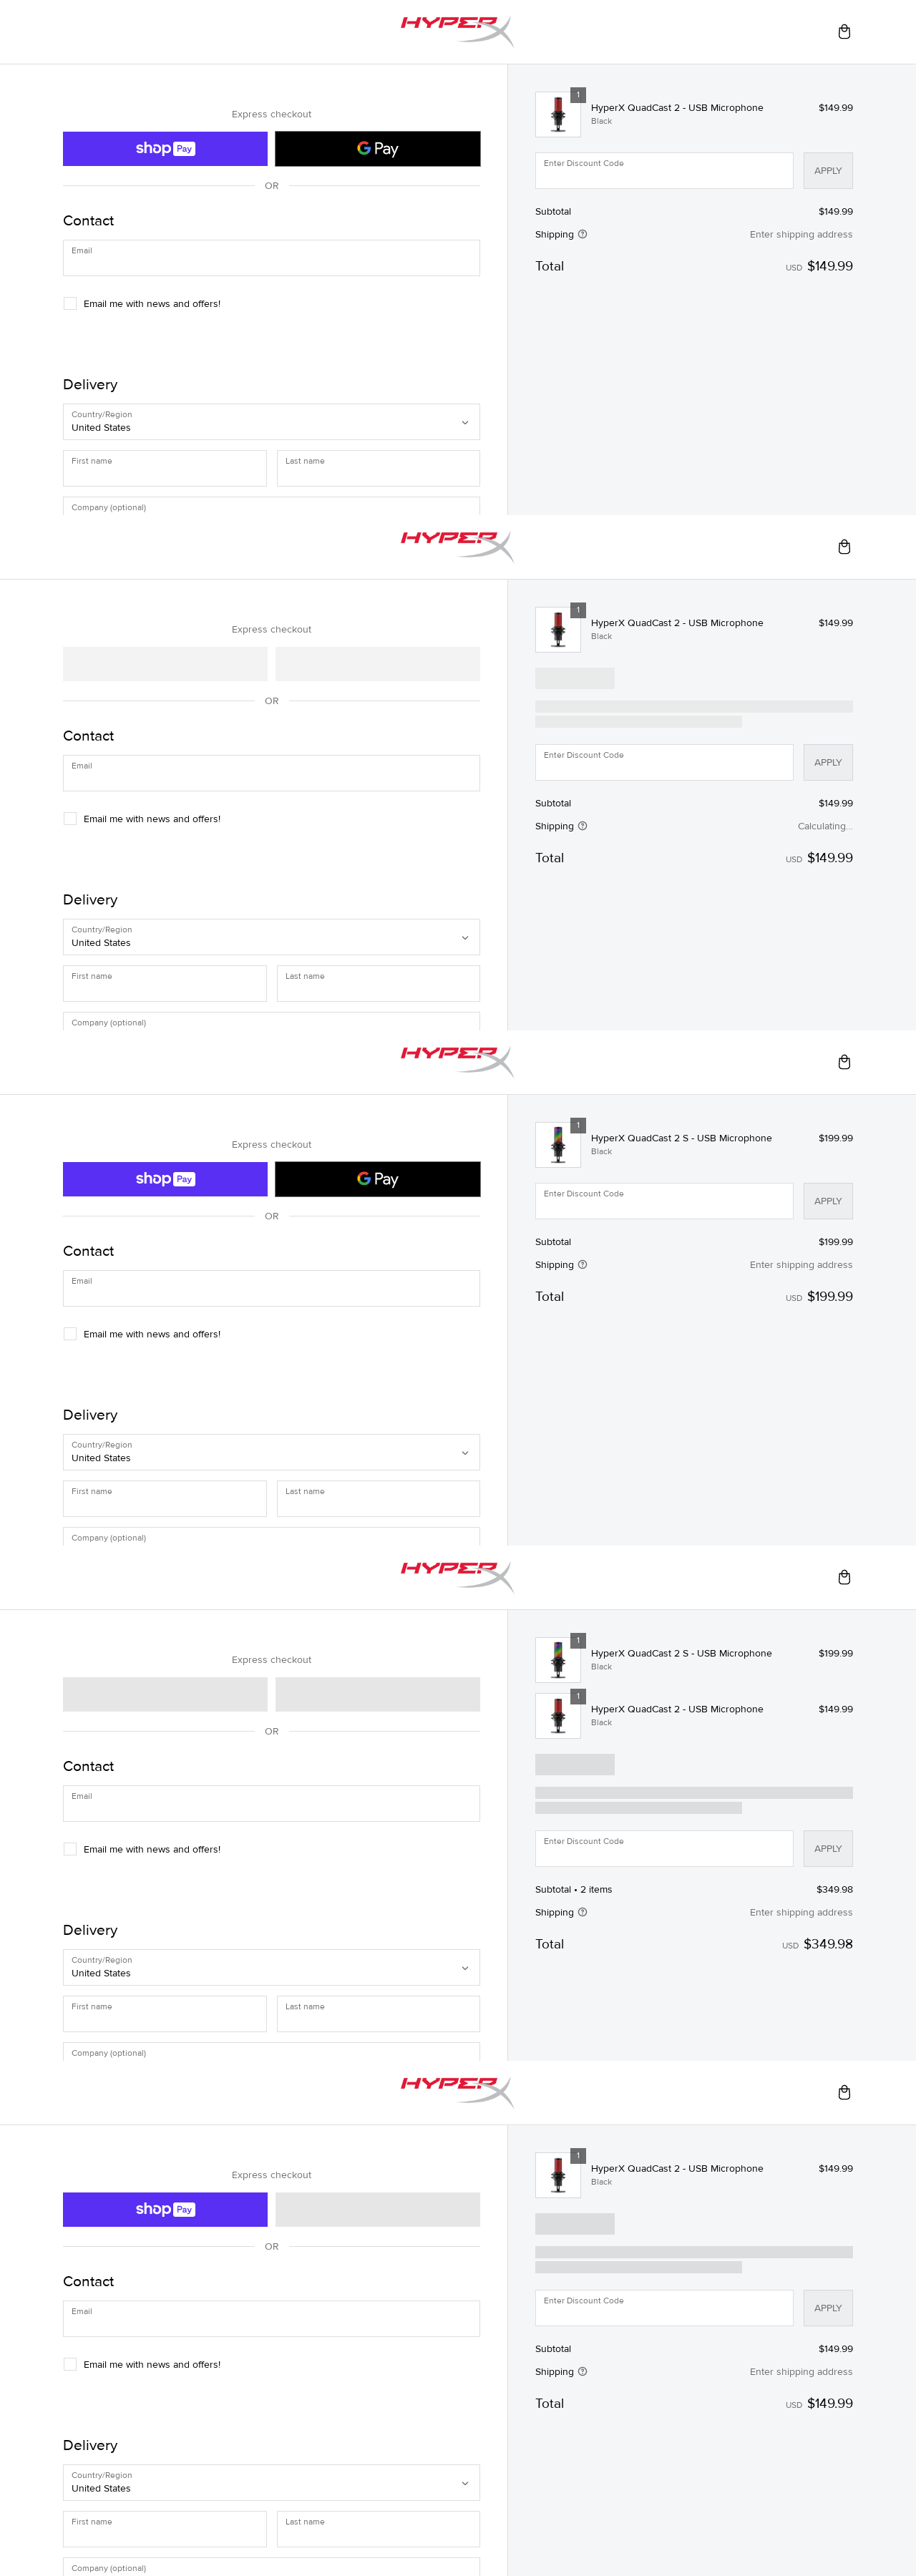 HYPERX
Express checkout
shop Pay
G Pay
OR
Contact
Email
Email me with news and offers!
Delivery
Country/Region
United States
First name
Last name
Company (optional)
1
HyperX QuadCast 2 - USB Microphone
$149.99
Black
Enter Discount Code
APPLY
Subtotal
$149.99
Shipping
Enter shipping address
Total
USD $149.99
HYPERX
Express checkout
OR
Contact
Email
Email me with news and offers!
Delivery
Country/Region
United States
First name
Last name
Company (optional)
1
HyperX QuadCast 2 - USB Microphone
$149.99
Black
Enter Discount Code
APPLY
Subtotal
$149.99
Shipping
Calculating...
Total
USD $149.99
HYPERX
Express checkout
shop Pay
G Pay
OR
Contact
Email
Email me with news and offers!
Delivery
Country/Region
United States
First name
Last name
Company (optional)
1
HyperX QuadCast 2 S - USB Microphone
$199.99
Black
Enter Discount Code
APPLY
Subtotal
$199.99
Shipping
Enter shipping address
Total
USD $199.99
HYPERX
Express checkout
OR
Contact
Email
Email me with news and offers!
Delivery
Country/Region
United States
First name
Last name
Company (optional)
1
HyperX QuadCast 2 S - USB Microphone
$199.99
Black
1
HyperX QuadCast 2 - USB Microphone
$149.99
Black
Enter Discount Code
APPLY
Subtotal • 2 items
$349.98
Shipping
Enter shipping address
Total
USD $349.98
HYPERX
Express checkout
shop Pay
OR
Contact
Email
Email me with news and offers!
Delivery
Country/Region
United States
First name
Last name
Company (optional)
1
HyperX QuadCast 2 - USB Microphone
$149.99
Black
Enter Discount Code
APPLY
Subtotal
$149.99
Shipping
Enter shipping address
Total
USD $149.99